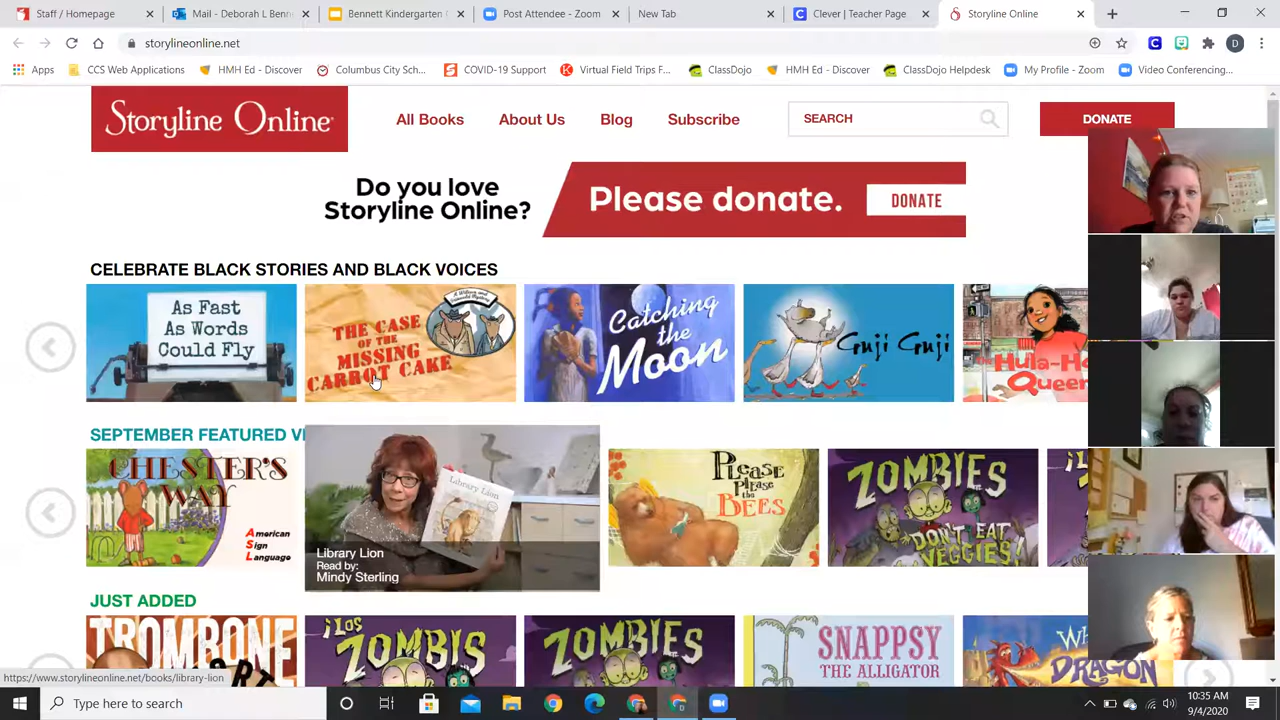 Staff / Homepage
Mail - Deborah L Benn
Bennett Kindergarten
Post Attendee - Zoom
New Tab
Clever | Teacher Page
Storyline Online
storylineonline.net
D
Apps
CCS Web Applications
HMH Ed - Discover
Columbus City Sch...
COVID-19 Support
Virtual Field Trips F...
ClassDojo
HMH Ed - Discover
ClassDojo Helpdesk
My Profile - Zoom
Video Conferencing...
Storyline Online
All Books
About Us
Blog
Subscribe
SEARCH
DONATE
Do you love
Storyline Online?
Please donate.
DONATE
CELEBRATE BLACK STORIES AND BLACK VOICES
As Fast
As Words
Could Fly
THE CASE
OF THE
MISSING
CARROT CAKE
Catching
the
Moon
Guji Guji
Hula-Ho
Queen
SEPTEMBER FEATURED VI
CHESTER'S
WAY
American
Sign
Language
Library Lion
Library Lion
Read by:
Mindy Sterling
Please
Please
the
BEES
ZOMBIES
DON'T EAT
VEGGIES!
¡LOS
Z
JUST ADDED
TROMBONE
¡Los
ZOMBIS
ZOMBIES
SNAPPSY
THE ALLIGATOR
DRAGON
https://www.storylineonline.net/books/library-lion
Type here to search
10:35 AM
9/4/2020